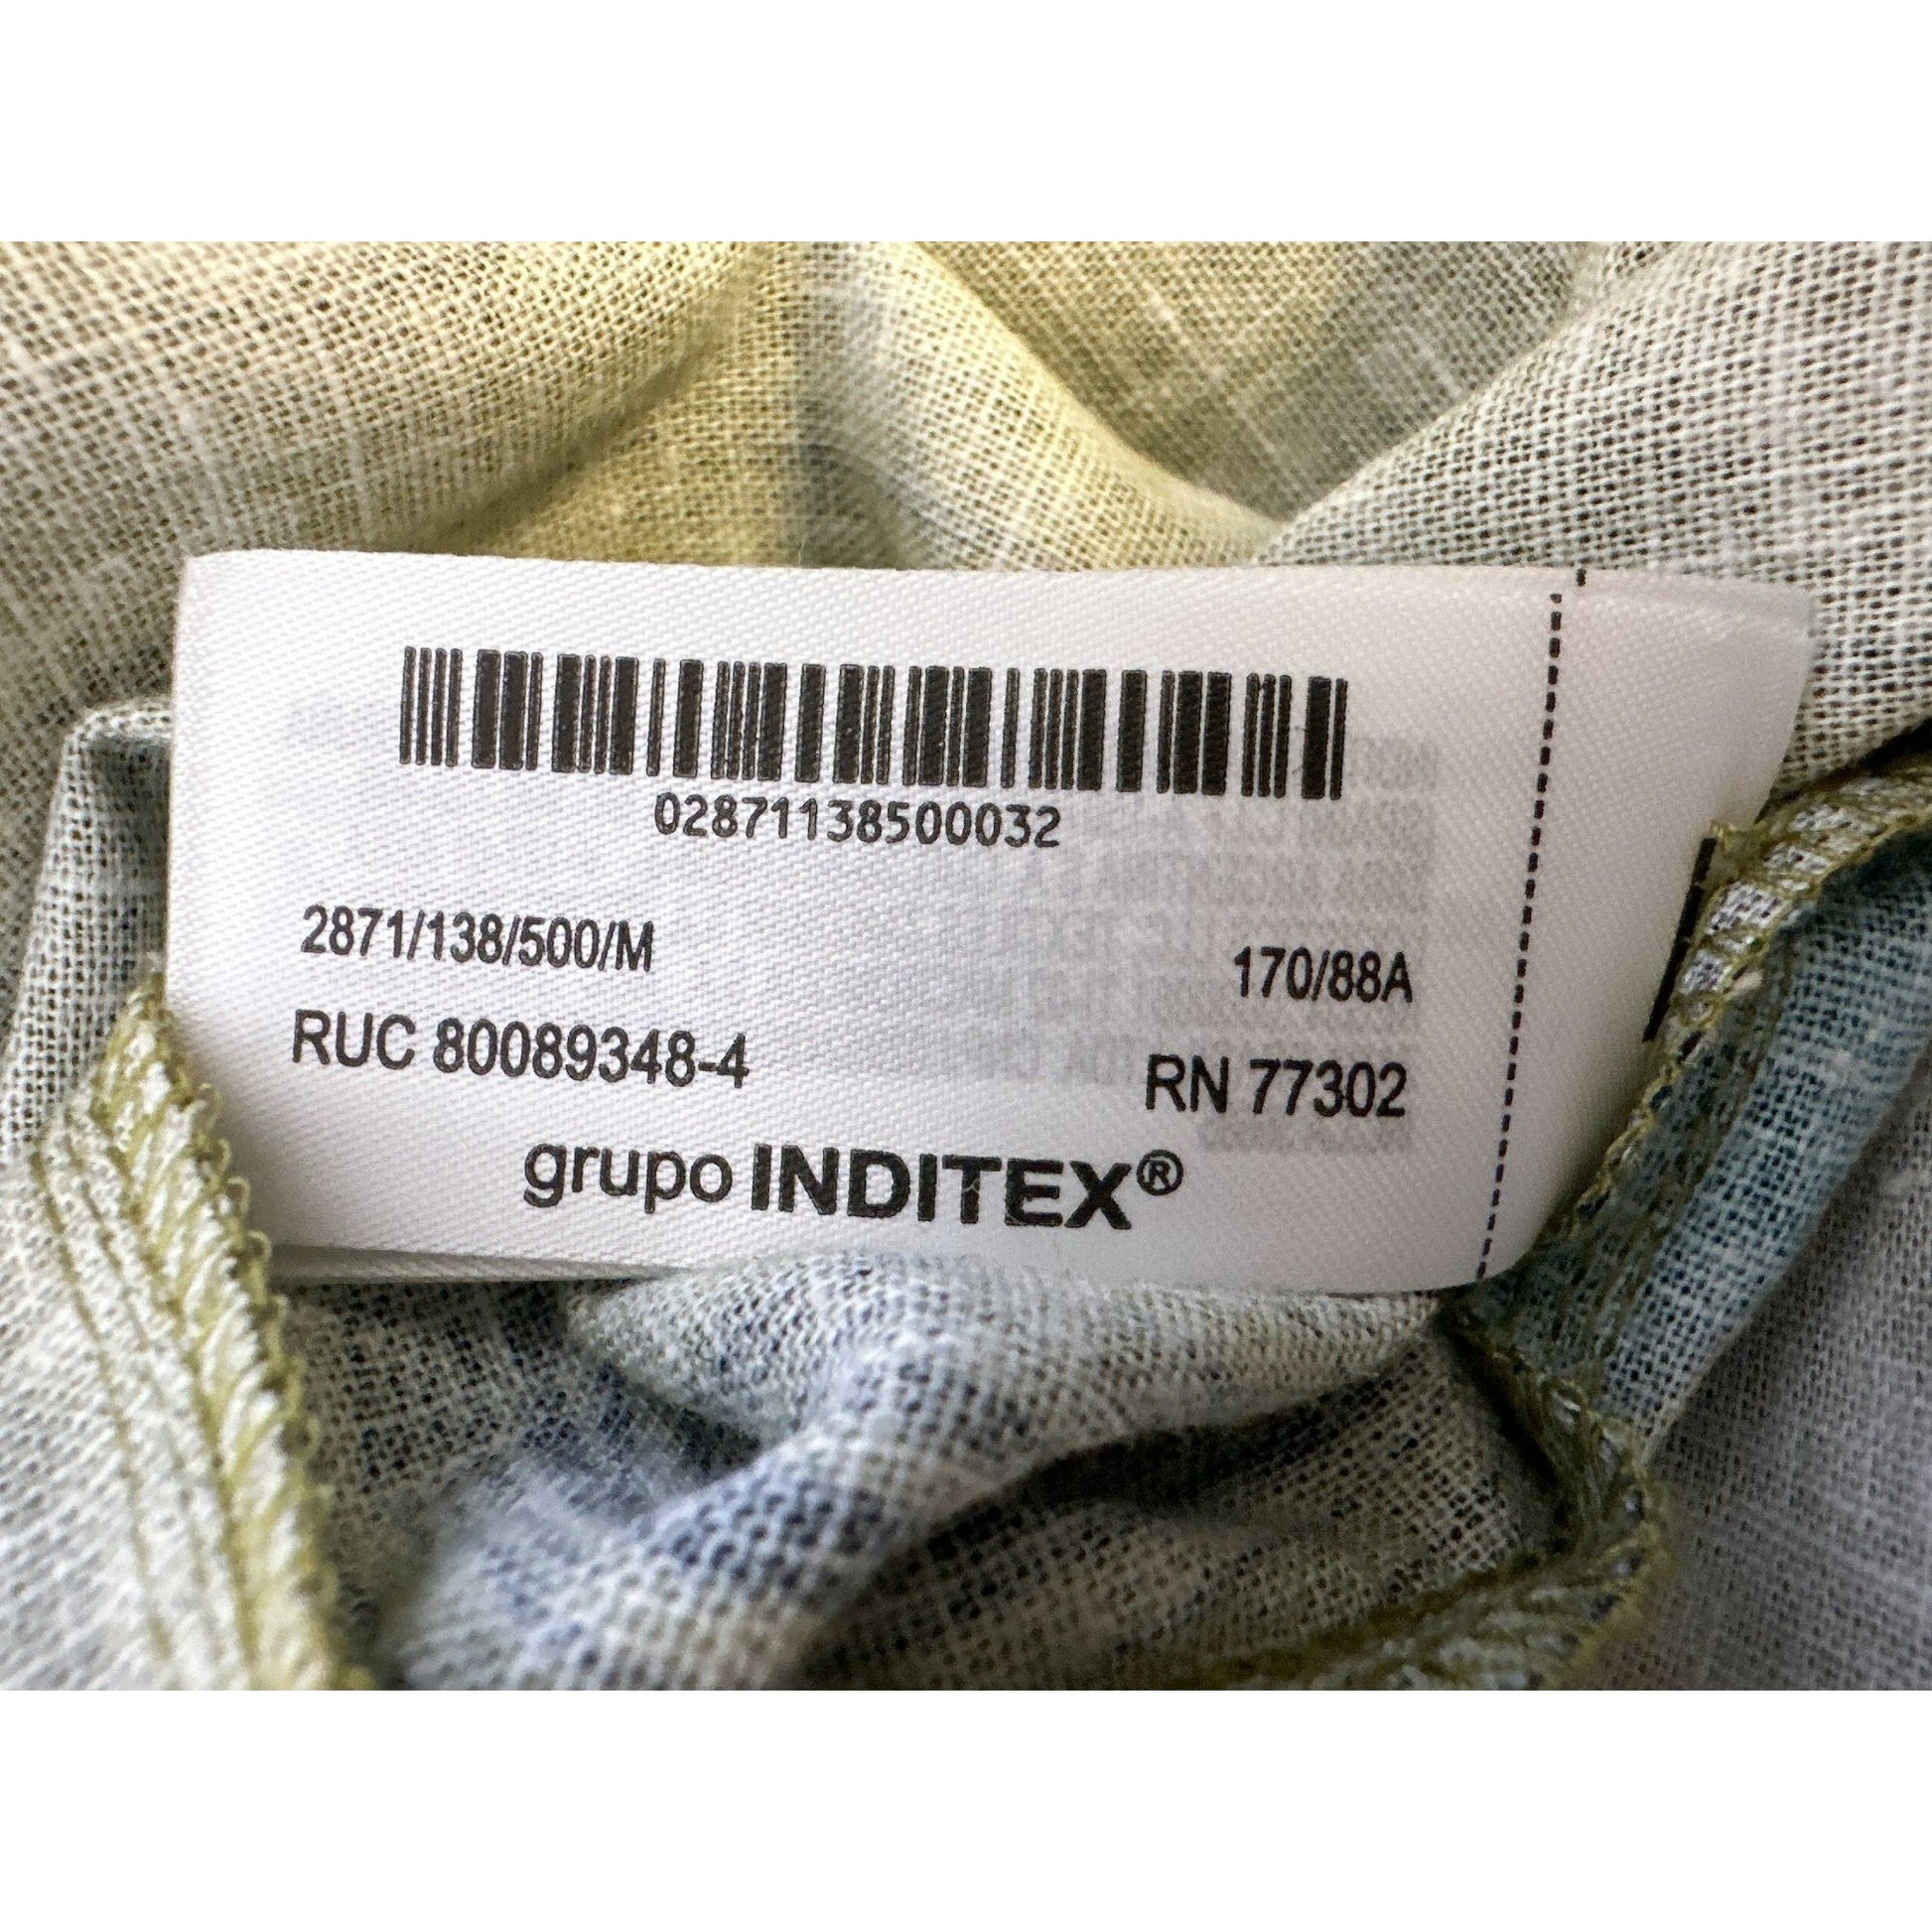 02871138500032
2871/138/500/M
170/88A
RUC 80089348-4
RN 77302
grupo INDITEX®